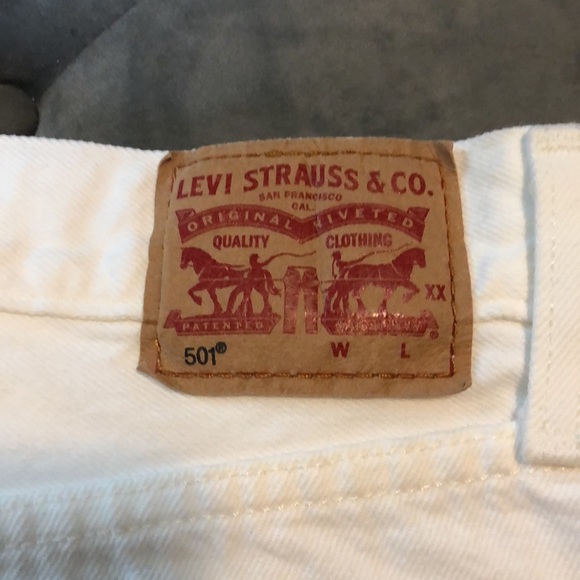 LEVI STRAUSS & CO.
SAN FRANCISCO
CAL.
ORIGINAL RIVETED
QUALITY CLOTHING
XX
PATENTED
501® W L ®